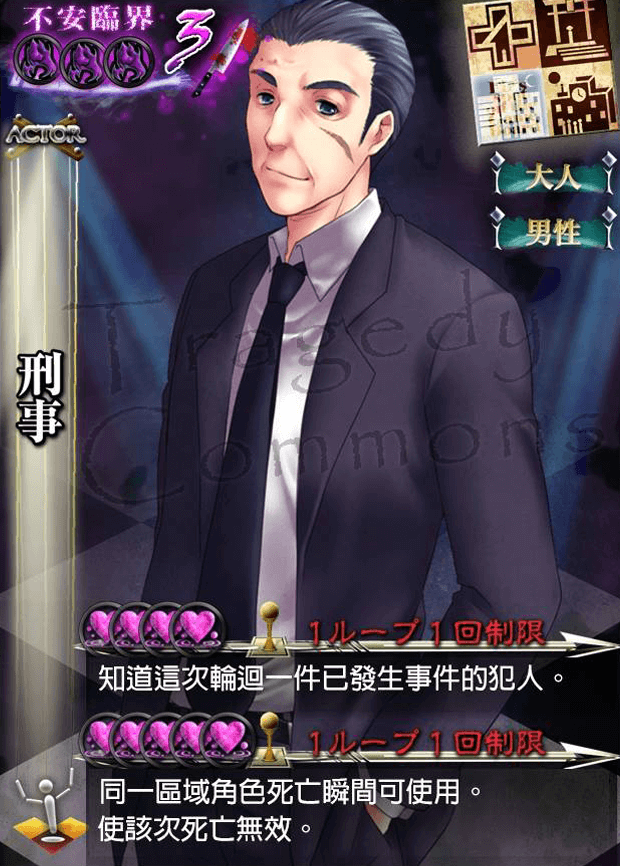 不安臨界
3
ACTOR
大人
男性
刑事
Tragedy
Commons
1ループ1回制限
知道這次輪迴一件已發生事件的犯人。
1ループ1回制限
同一區域角色死亡瞬間可使用。
使該次死亡無效。